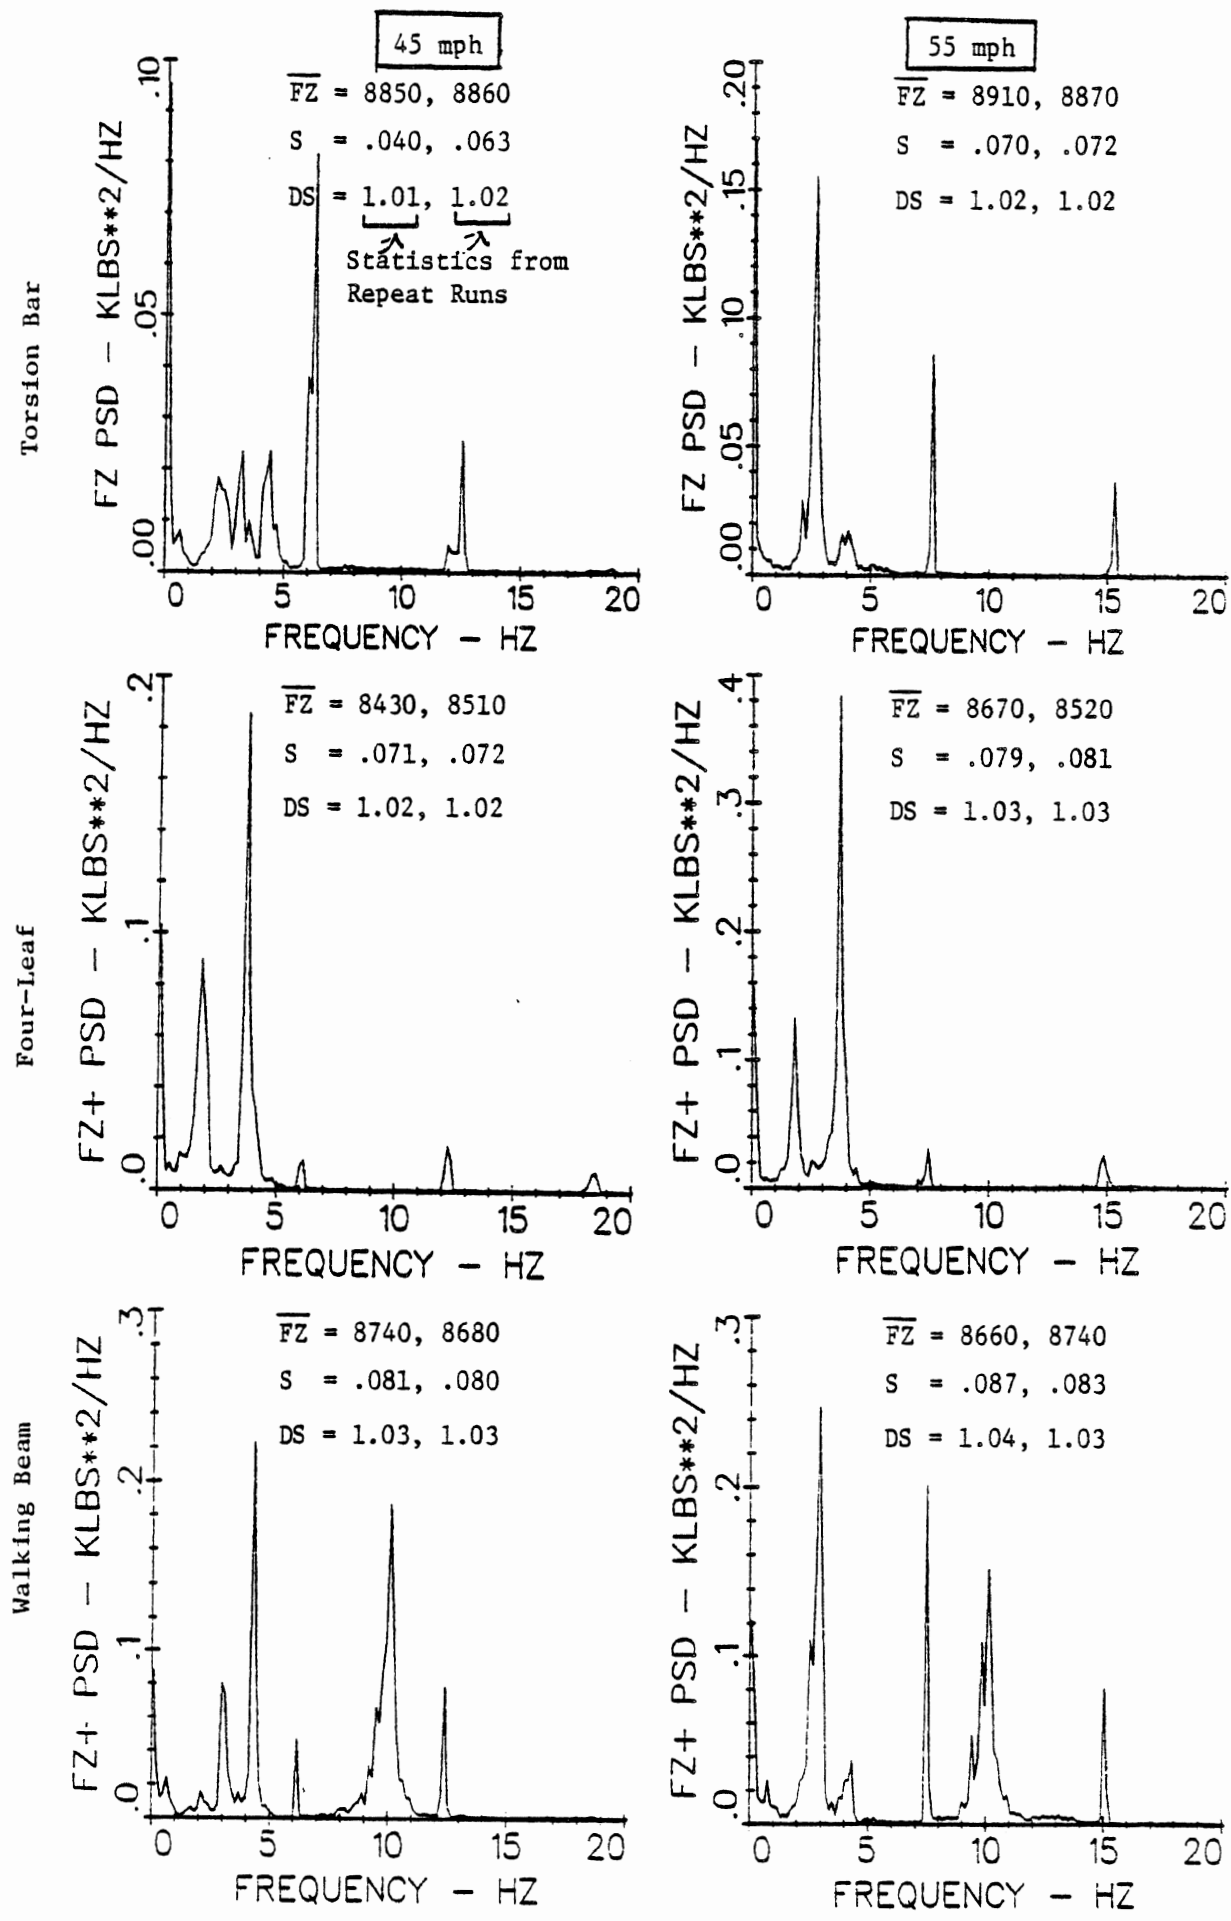 45 mph
55 mph
Torsion Bar
FZ PSD – KLBS**2/HZ
.10
.05
.00
FZ = 8850, 8860
S = .040, .063
DS = 1.01, 1.02
Statistics from
Repeat Runs
0 5 10 15 20
FREQUENCY – HZ
FZ PSD – KLBS**2/HZ
.20
.15
.10
.05
.00
FZ = 8910, 8870
S = .070, .072
DS = 1.02, 1.02
0 5 10 15 20
FREQUENCY – HZ
Four-Leaf
FZ+ PSD – KLBS**2/HZ
.2
.1
.0
FZ = 8430, 8510
S = .071, .072
DS = 1.02, 1.02
0 5 10 15 20
FREQUENCY – HZ
FZ+ PSD – KLBS**2/HZ
.4
.3
.2
.1
.0
FZ = 8670, 8520
S = .079, .081
DS = 1.03, 1.03
0 5 10 15 20
FREQUENCY – HZ
Walking Beam
FZ+ PSD – KLBS**2/HZ
.3
.2
.1
.0
FZ = 8740, 8680
S = .081, .080
DS = 1.03, 1.03
0 5 10 15 20
FREQUENCY – HZ
FZ+ PSD – KLBS**2/HZ
.3
.2
.1
.0
FZ = 8660, 8740
S = .087, .083
DS = 1.04, 1.03
0 5 10 15 20
FREQUENCY – HZ